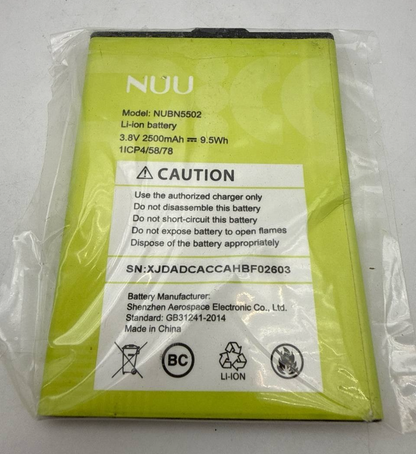 NUU
Model: NUBN5502
Li-ion battery
3.8V 2500mAh ⎓ 9.5Wh
1ICP4/58/78
⚠ CAUTION
Use the authorized charger only
Do not disassemble this battery
Do not short-circuit this battery
Do not expose battery to open flames
Dispose of the battery appropriately
SN:XJDADCACCAHBF02603
Battery Manufacturer:
Shenzhen Aerospace Electronic Co., Ltd.
Standard: GB31241-2014
Made in China
BC
LI-ION